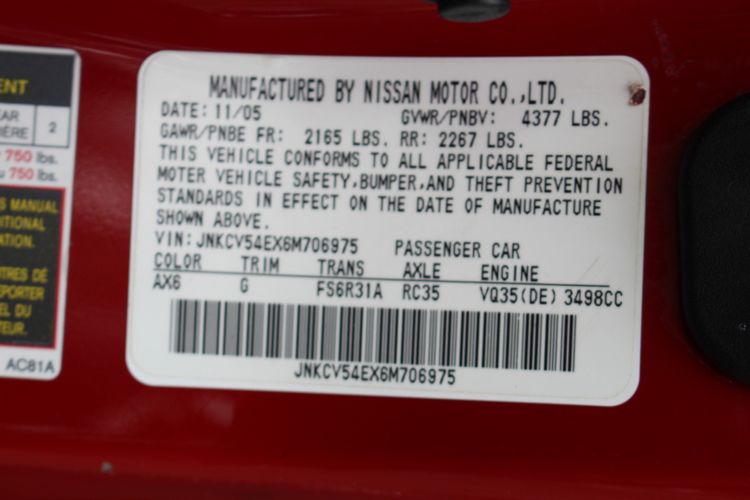 MANUFACTURED BY NISSAN MOTOR CO.,LTD.
DATE: 11/05 GVWR/PNBV: 4377 LBS.
GAWR/PNBE FR: 2165 LBS. RR: 2267 LBS.
THIS VEHICLE CONFORMS TO ALL APPLICABLE FEDERAL
MOTER VEHICLE SAFETY,BUMPER,AND THEFT PREVENTION
STANDARDS IN EFFECT ON THE DATE OF MANUFACTURE
SHOWN ABOVE.
VIN: JNKCV54EX6M706975 PASSENGER CAR
COLOR TRIM TRANS AXLE ENGINE
AX6 G FS6R31A RC35 VQ35(DE) 3498CC
JNKCV54EX6M706975
2
750 lbs.
750 lbs.
S MANUAL
AC81A